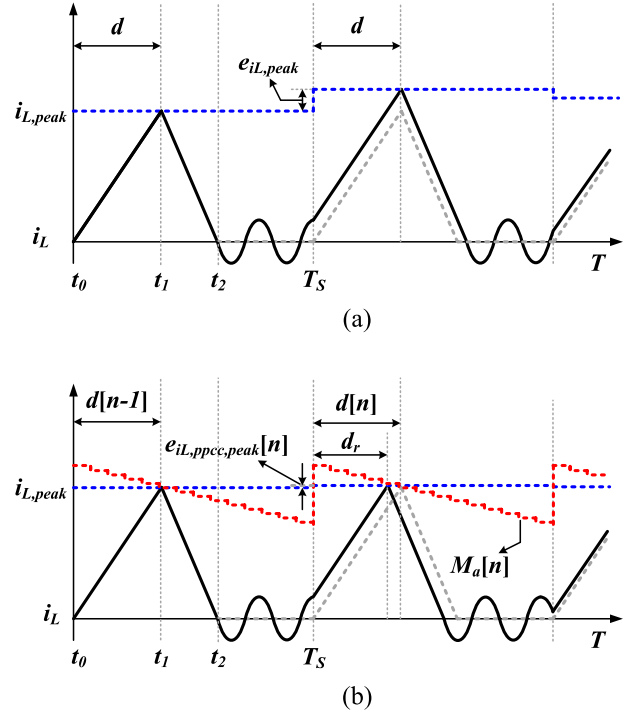 d
d
e_{iL,peak}
i_{L,peak}
i_L
t_0
t_1
t_2
T_S
T
(a)
d[n-1]
d[n]
e_{iL,ppcc,peak}[n]
d_r
i_{L,peak}
M_a[n]
i_L
t_0
t_1
t_2
T_S
T
(b)